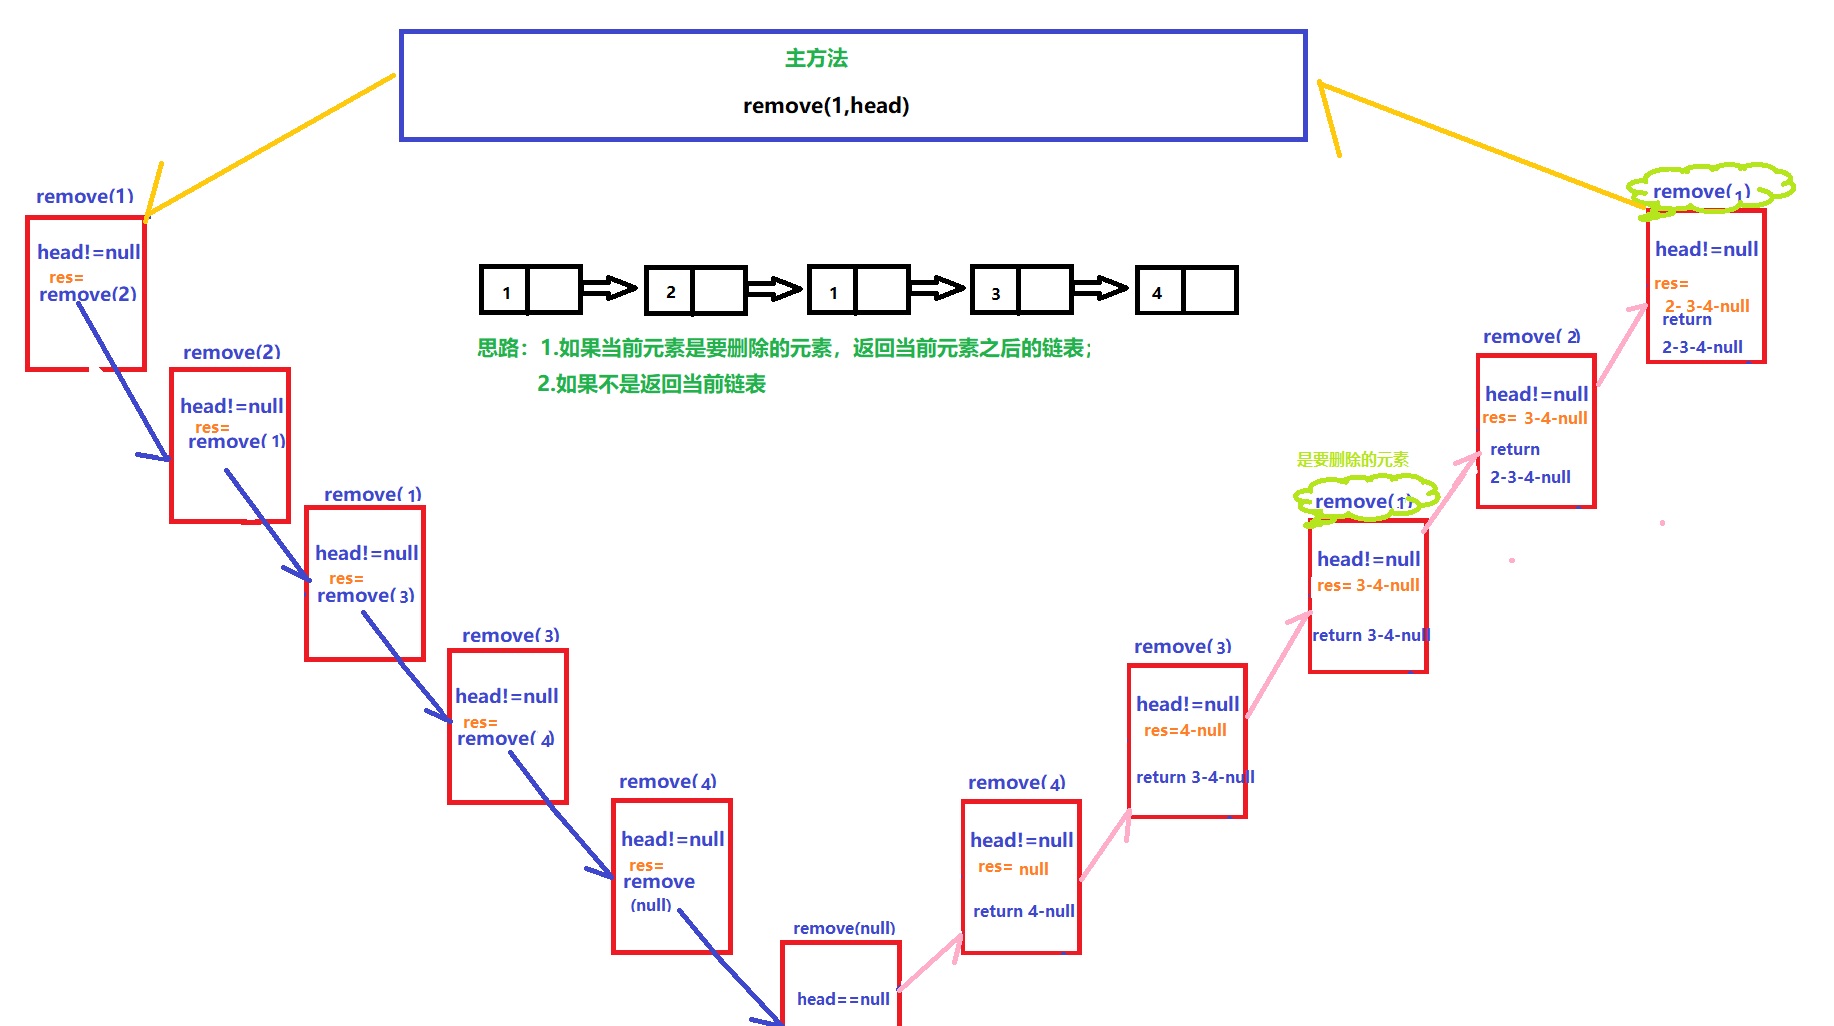 主方法
remove(1,head)
remove(1)
head!=null
res=
remove(2)
remove(2)
head!=null
res=
remove( 1)
remove( 1)
head!=null
res=
remove( 3)
remove( 3)
head!=null
res=
remove( 4)
remove( 4)
head!=null
res=
remove
(null)
remove(null)
head==null
1
2
1
3
4
思路：1.如果当前元素是要删除的元素，返回当前元素之后的链表；
2.如果不是返回当前链表
remove( 4)
head!=null
res= null
return 4-null
remove( 3)
head!=null
res=4-null
return 3-4-null
是要删除的元素
remove( 1)
head!=null
res= 3-4-null
return 3-4-null
remove( 2)
head!=null
res= 3-4-null
return
2-3-4-null
remove( 1)
head!=null
res=
2- 3-4-null
return
2-3-4-null